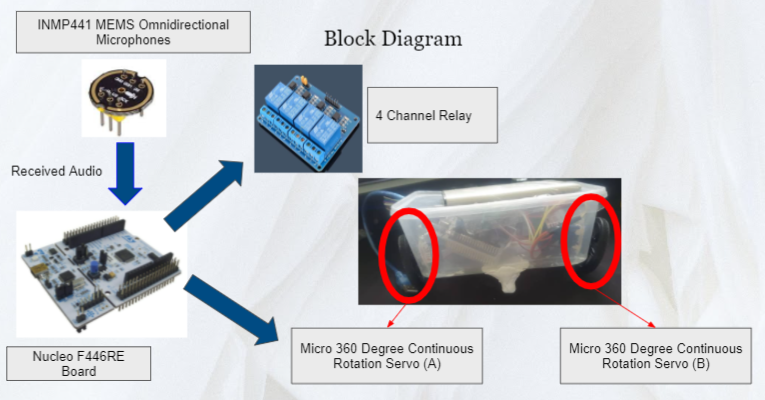 INMP441 MEMS Omnidirectional
Microphones
Block Diagram
4 Channel Relay
Received Audio
Nucleo F446RE
Board
Micro 360 Degree Continuous
Rotation Servo (A)
Micro 360 Degree Continuous
Rotation Servo (B)